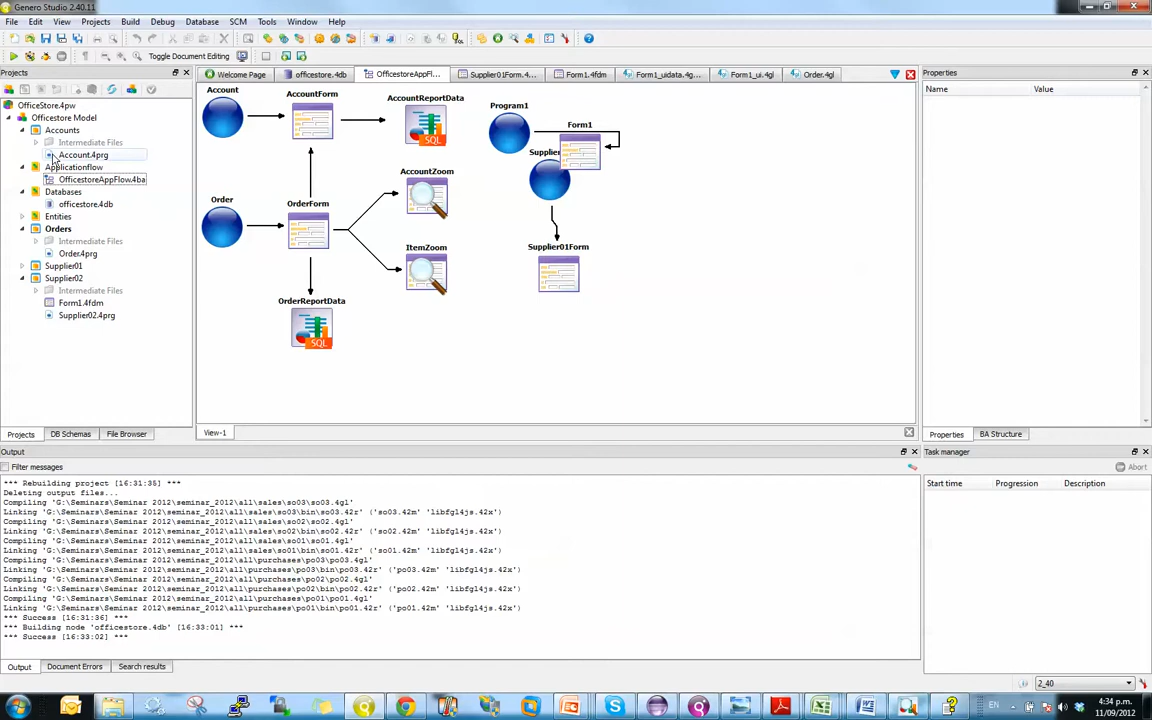 Genero Studio 2.40.11
File Edit View Projects Build Debug Database SCM Tools Window Help
Toggle Document Editing
Projects
Welcome Page officestore.4db OfficestoreAppFl... Supplier01Form.4... Form1.4fdm Form1_uidata.4g... Form1_ui.4gl Order.4gl
Properties
Name Value
OfficeStore.4pw
Officestore Model
Accounts
Intermediate Files
Account.4prg
Applicationflow
OfficestoreAppFlow.4ba
Databases
officestore.4db
Entities
Orders
Intermediate Files
Order.4prg
Supplier01
Supplier02
Intermediate Files
Form1.4fdm
Supplier02.4prg
Account
AccountForm
AccountReportData
SQL
Program1
Form1
Supplie
AccountZoom
Order
OrderForm
ItemZoom
Supplier01Form
OrderReportData
SQL
View-1
Projects DB Schemas File Browser
Properties BA Structure
Output
Filter messages
*** Rebuilding project [16:31:35] ***
Deleting output files...
Compiling 'G:\Seminars\Seminar 2012\seminar_2012\all\sales\so03\so03.4gl'
Linking 'G:\Seminars\Seminar 2012\seminar_2012\all\sales\so03\bin\so03.42r' ('so03.42m' 'libfgl4js.42x')
Compiling 'G:\Seminars\Seminar 2012\seminar_2012\all\sales\so02\so02.4gl'
Linking 'G:\Seminars\Seminar 2012\seminar_2012\all\sales\so02\bin\so02.42r' ('so02.42m' 'libfgl4js.42x')
Compiling 'G:\Seminars\Seminar 2012\seminar_2012\all\sales\so01\so01.4gl'
Linking 'G:\Seminars\Seminar 2012\seminar_2012\all\sales\so01\bin\so01.42r' ('so01.42m' 'libfgl4js.42x')
Compiling 'G:\Seminars\Seminar 2012\seminar_2012\all\purchases\po03\po03.4gl'
Linking 'G:\Seminars\Seminar 2012\seminar_2012\all\purchases\po03\bin\po03.42r' ('po03.42m' 'libfgl4js.42x')
Compiling 'G:\Seminars\Seminar 2012\seminar_2012\all\purchases\po02\po02.4gl'
Linking 'G:\Seminars\Seminar 2012\seminar_2012\all\purchases\po02\bin\po02.42r' ('po02.42m' 'libfgl4js.42x')
Compiling 'G:\Seminars\Seminar 2012\seminar_2012\all\purchases\po01\po01.4gl'
Linking 'G:\Seminars\Seminar 2012\seminar_2012\all\purchases\po01\bin\po01.42r' ('po01.42m' 'libfgl4js.42x')
*** Success [16:31:36] ***
*** Building node 'officestore.4db' [16:33:01] ***
*** Success [16:33:02] ***
Task manager
Abort
Start time Progression Description
Output Document Errors Search results
2_40
EN
4:34 p.m.
11/09/2012